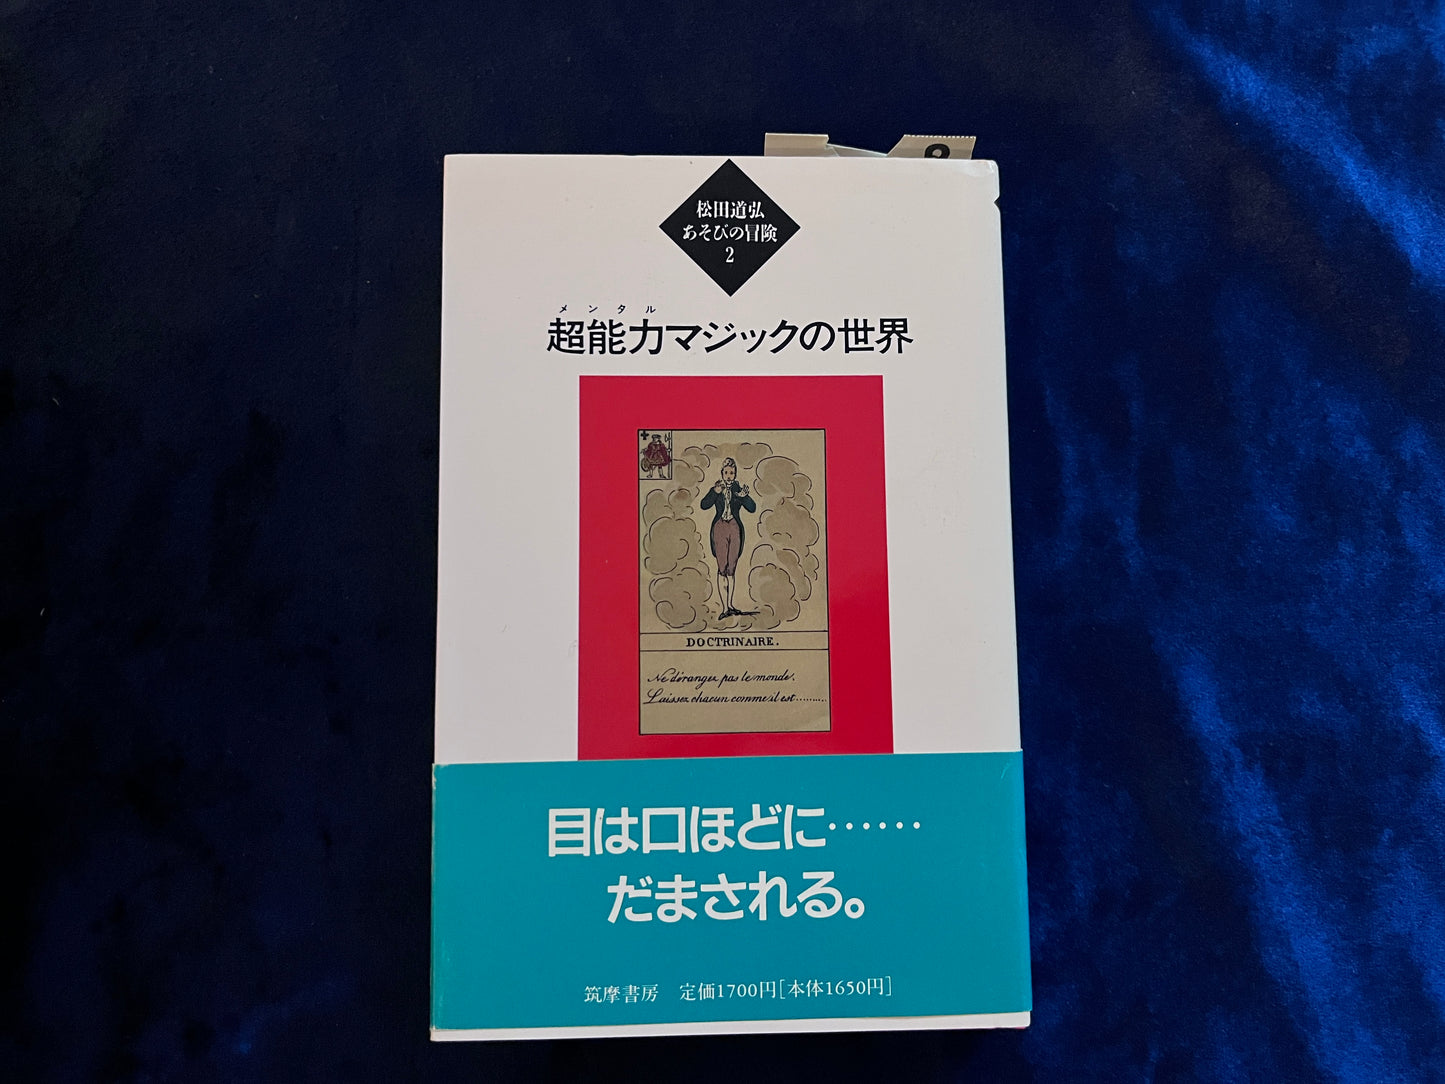 松田道弘
あそびの冒険
2
メンタル
超能力マジックの世界
DOCTRINAIRE.
Ne dérangez pas le monde,
Laissez chacun comme il est..........
目は口ほどに……
だまされる。
筑摩書房 定価1700円[本体1650円]